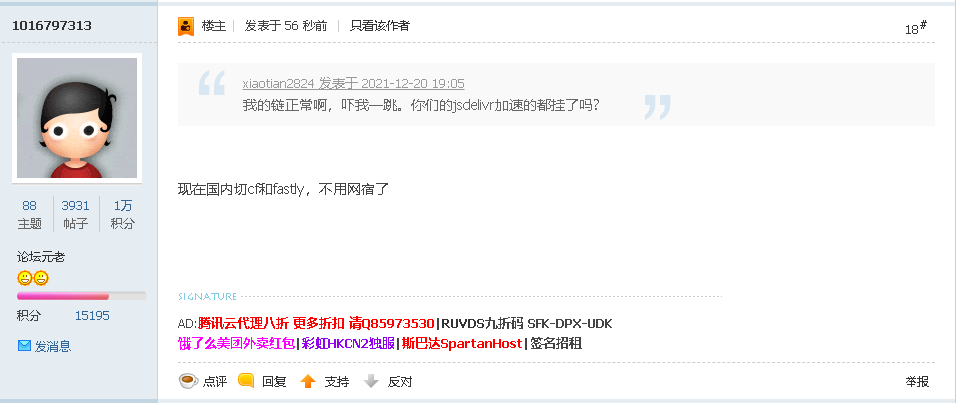 1016797313
楼主 发表于 56 秒前 只看该作者 18#
xiaotian2824 发表于 2021-12-20 19:05
我的链正常啊，吓我一跳。你们的jsdelivr加速的都挂了吗？
现在国内切cf和fastly，不用网宿了
88 3931 1万
主题 帖子 积分
论坛元老
积分 15195
发消息
SIGNATURE
AD:腾讯云代理八折 更多折扣 请Q85973530|RUVDS九折码 SFK-DPX-UDK
饿了么美团外卖红包|彩虹HKCN2独服|斯巴达SpartanHost|签名招租
点评 回复 支持 反对 举报